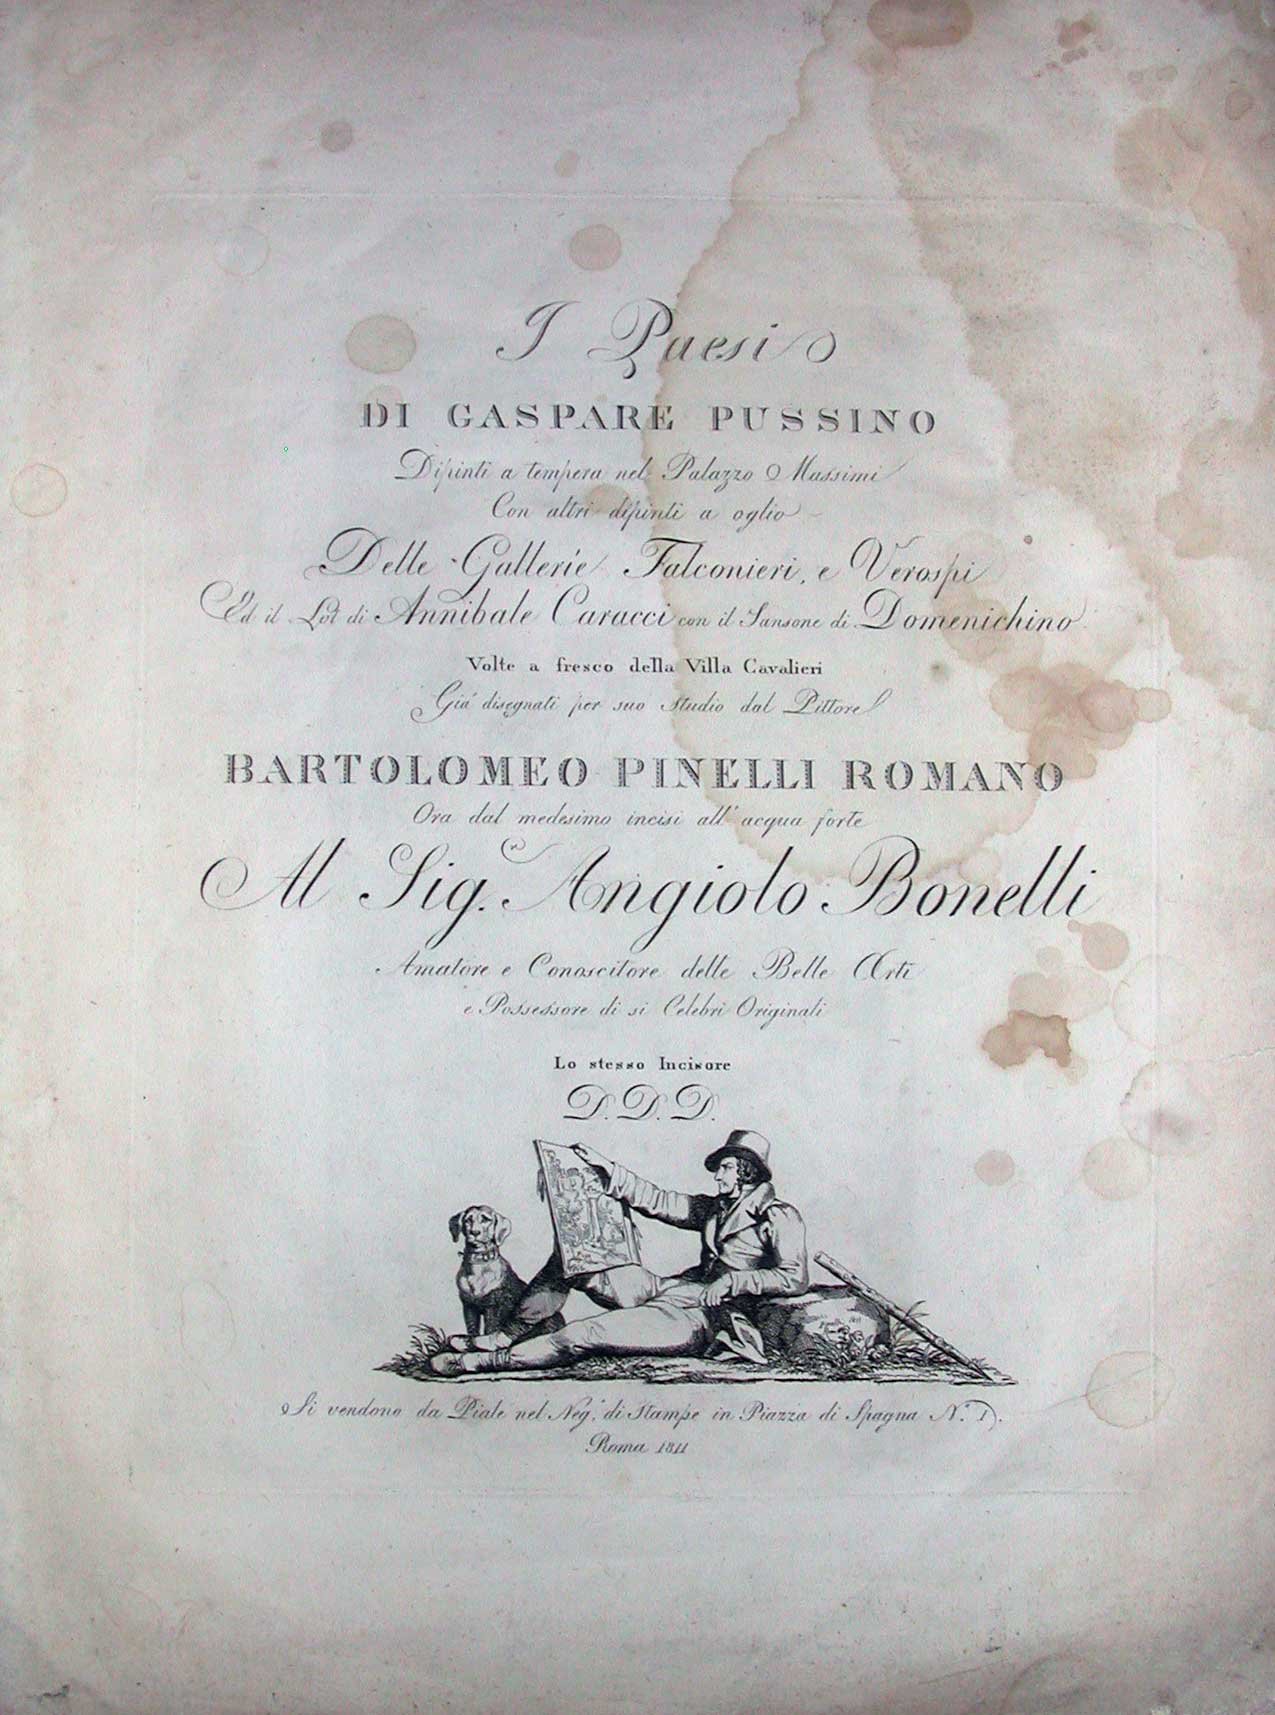 I Paesi
DI GASPARE PUSSINO
Dipinti a tempera nel Palazzo Massimi
Con altri dipinti a oglio
Delle Gallerie Falconieri, e Verospi
Ed il Lot di Annibale Caracci con il Sansone di Domenichino
Volte a fresco della Villa Cavalieri
Giá disegnati per suo studio dal Pittore
BARTOLOMEO PINELLI ROMANO
Ora dal medesimo incisi all' acqua forte
Al Sig.r Angiolo Bonelli
Amatore e Conoscitore delle Belle Arti
e Possessore di si Celebri Originali
Lo stesso Incisore
D. D. D.
Pinelli 1811
Roma
Si vendono da Piale nel Neg.o di Stampe in Piazza di Spagna N.o 1.
Roma 1811